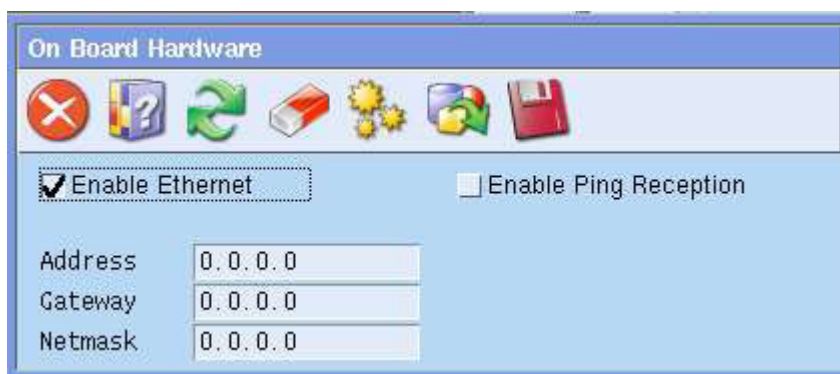 On Board Hardware
Enable Ethernet
Enable Ping Reception
Address 0.0.0.0
Gateway 0.0.0.0
Netmask 0.0.0.0